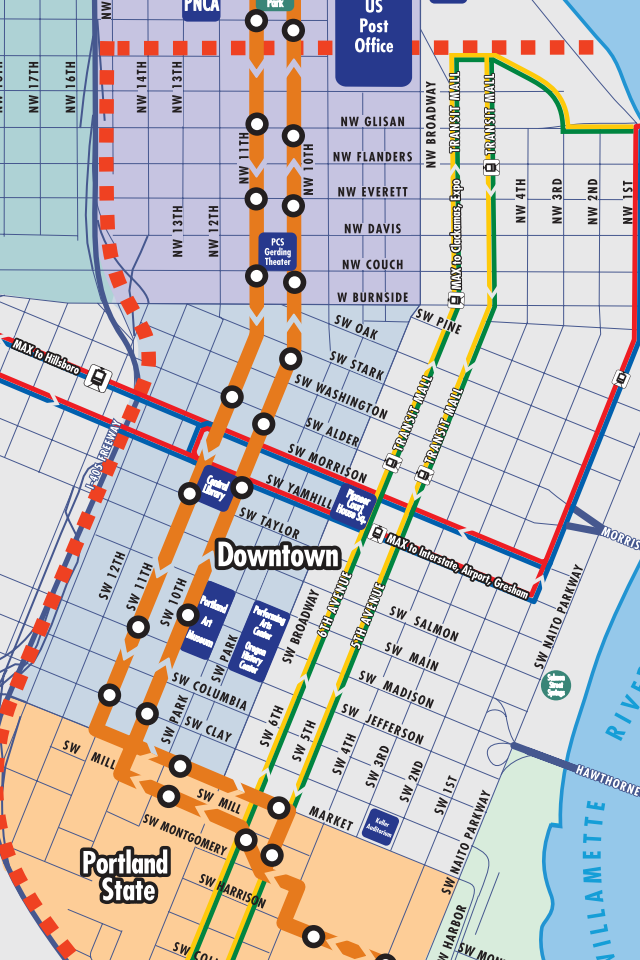 PNCA
Park
US
Post
Office
NW
NW 17TH
NW 16TH
NW 14TH
NW 13TH
NW BROADWAY
TRANSIT MALL
TRANSIT MALL
NW GLISAN
NW 11TH
NW 10TH
NW FLANDERS
NW EVERETT
NW 4TH
NW 3RD
NW 2ND
NW 1ST
NW 13TH
NW 12TH
NW DAVIS
MAX to Clackamas, Expo
PCS
Gerding
Theater
NW COUCH
W BURNSIDE
SW OAK
SW PINE
MAX to Hillsboro
SW STARK
SW WASHINGTON
TRANSIT MALL
TRANSIT MALL
SW ALDER
I-405 FREEWAY
SW MORRISON
SW YAMHILL
Central
Library
Pioneer
Court
House Sq.
SW TAYLOR
MORRIS
Downtown
MAX to Interstate, Airport, Gresham
SW 12TH
SW 11TH
SW 10TH
Portland
Art
Museum
Performing
Arts
Center
Oregon
History
Center
SW PARK
SW BROADWAY
6TH AVENUE
5TH AVENUE
SW SALMON
SW NAITO PARKWAY
SW MAIN
SW COLUMBIA
SW MADISON
SW PARK
SW CLAY
SW 6TH
SW 5TH
SW JEFFERSON
SW 4TH
SW 3RD
SW 2ND
SW 1ST
RIVER
HAWTHORNE
SW MILL
SW MILL
MARKET
Keller
Auditorium
SW MONTGOMERY
SW NAITO PARKWAY
WILLAMETTE
Portland
State
SW HARRISON
SW HARBOR
SW COLL
SW MON